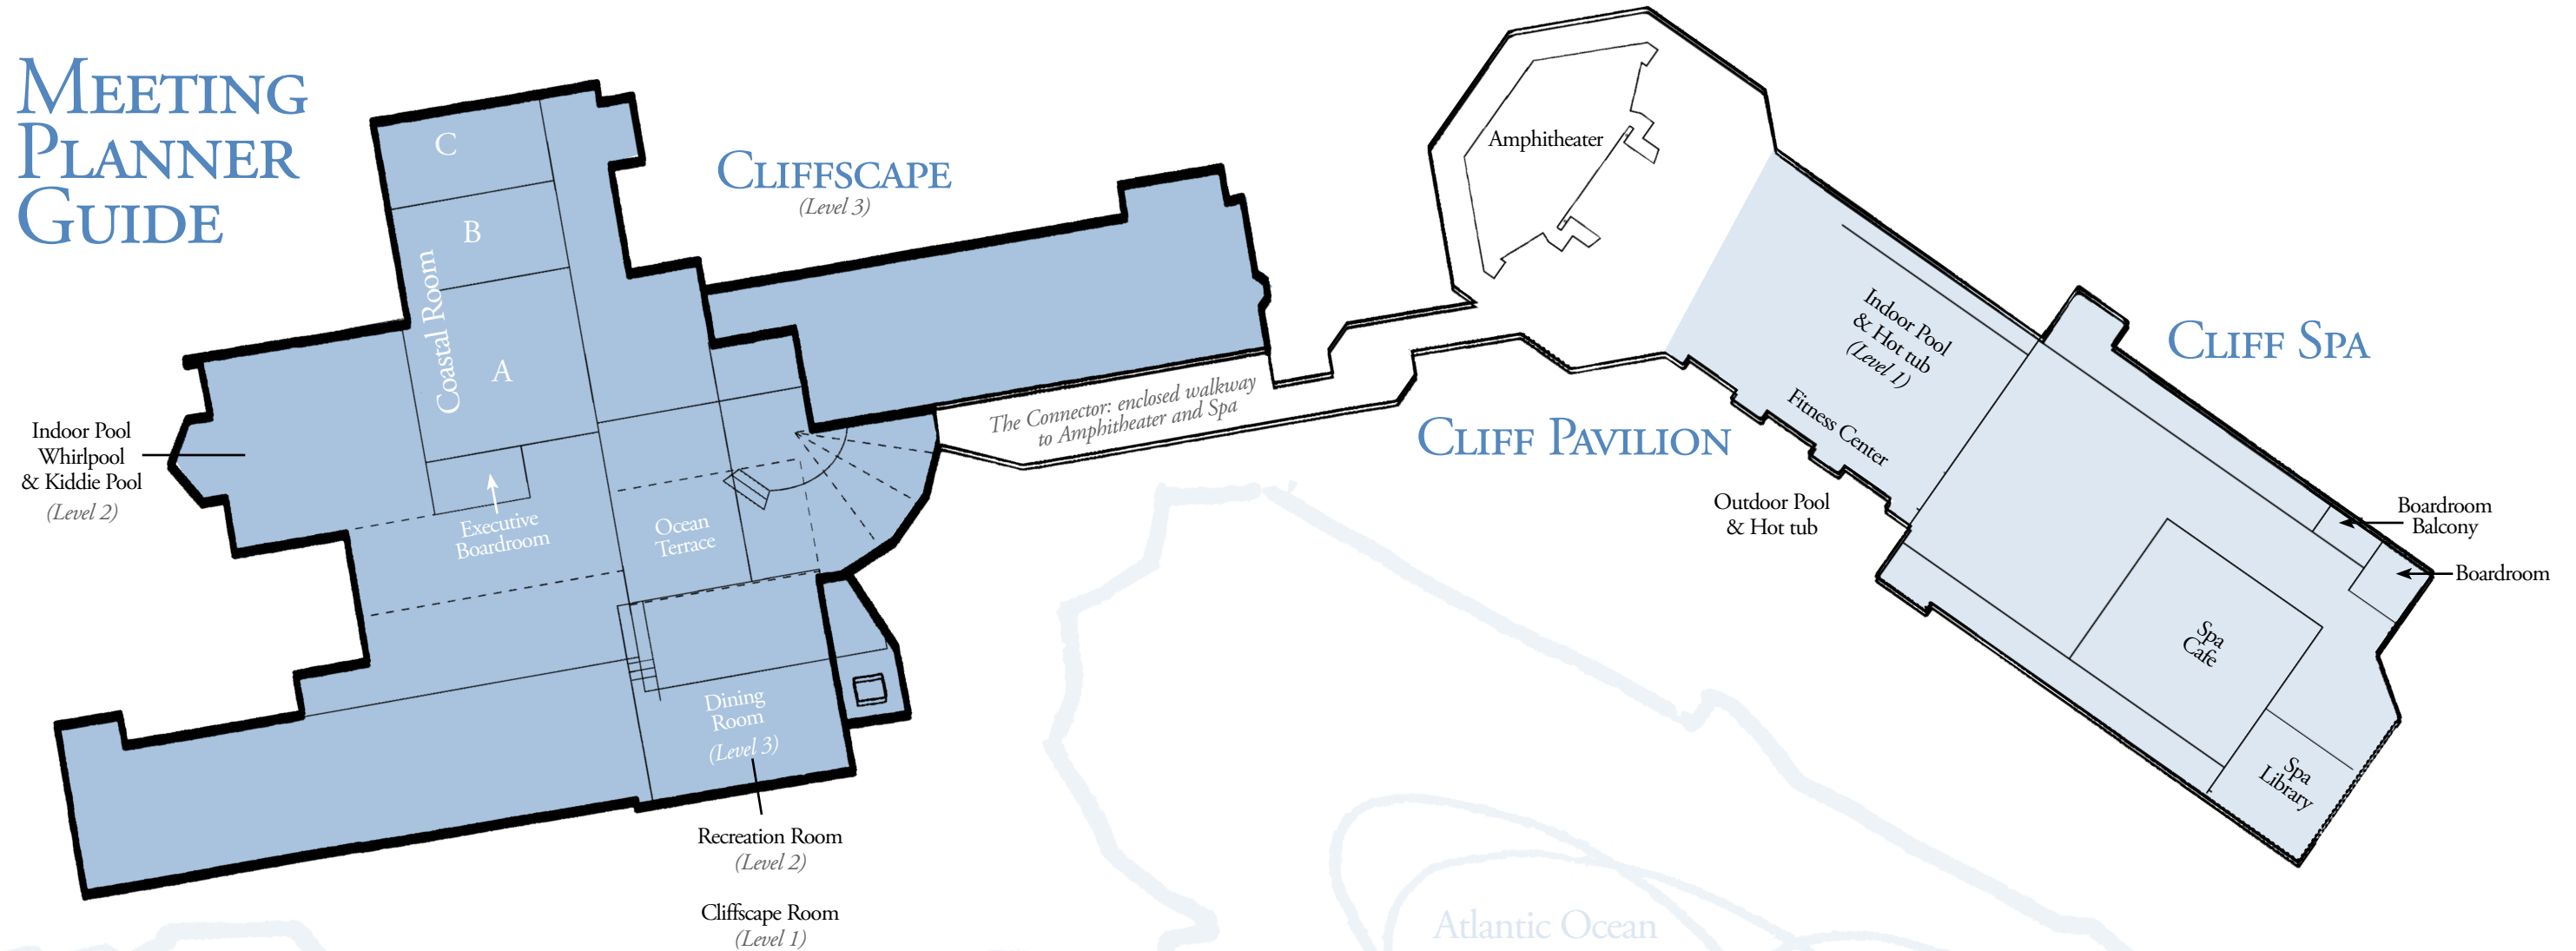 MEETING
PLANNER
GUIDE
CLIFFSCAPE
(Level 3)
C
B
Coastal Room
A
Indoor Pool
Whirlpool
& Kiddie Pool
(Level 2)
Executive
Boardroom
Ocean
Terrace
Dining
Room
(Level 3)
Recreation Room
(Level 2)
Cliffscape Room
(Level 1)
The Connector: enclosed walkway
to Amphitheater and Spa
Amphitheater
CLIFF PAVILION
Indoor Pool
& Hot tub
(Level 1)
Fitness Center
Outdoor Pool
& Hot tub
CLIFF SPA
Boardroom
Balcony
Boardroom
Spa
Cafe
Spa
Library
Atlantic Ocean